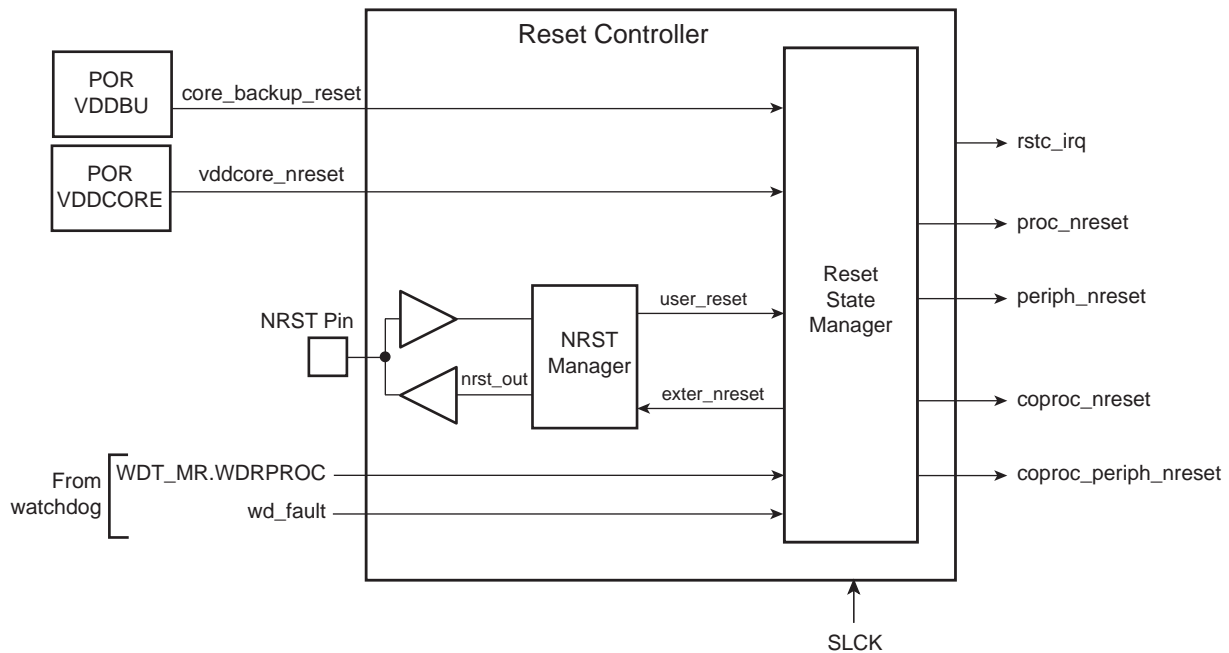 Reset Controller
POR
VDDBU
core_backup_reset
POR
VDDCORE
vddcore_nreset
rstc_irq
proc_nreset
periph_nreset
coproc_nreset
coproc_periph_nreset
Reset
State
Manager
NRST Pin
NRST
Manager
user_reset
nrst_out
exter_nreset
From
watchdog
WDT_MR.WDRPROC
wd_fault
SLCK